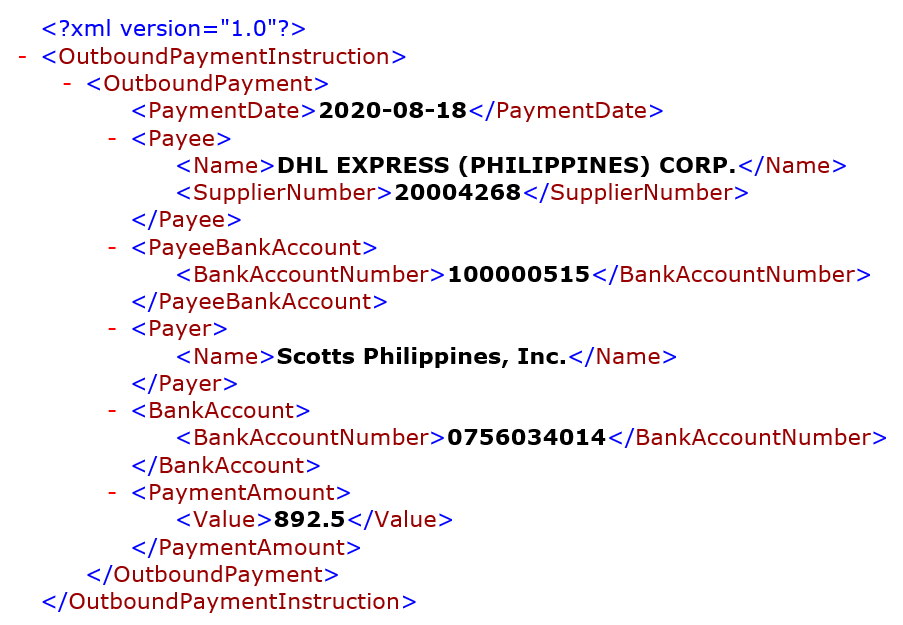 <?xml version="1.0"?>
- <OutboundPaymentInstruction>
- <OutboundPayment>
<PaymentDate>2020-08-18</PaymentDate>
- <Payee>
<Name>DHL EXPRESS (PHILIPPINES) CORP.</Name>
<SupplierNumber>20004268</SupplierNumber>
</Payee>
- <PayeeBankAccount>
<BankAccountNumber>100000515</BankAccountNumber>
</PayeeBankAccount>
- <Payer>
<Name>Scotts Philippines, Inc.</Name>
</Payer>
- <BankAccount>
<BankAccountNumber>0756034014</BankAccountNumber>
</BankAccount>
- <PaymentAmount>
<Value>892.5</Value>
</PaymentAmount>
</OutboundPayment>
</OutboundPaymentInstruction>